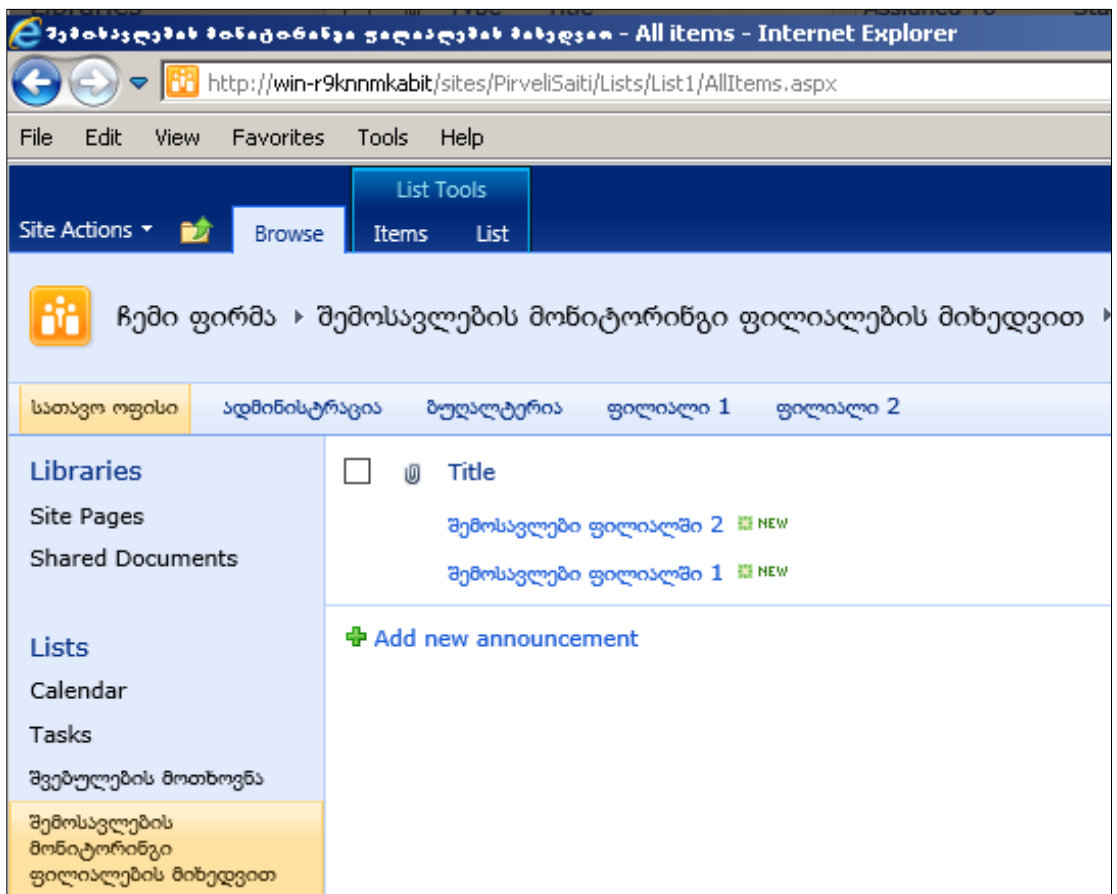 შემოსავლების მონიტორინგი ფილიალების მიხედვით - All items - Internet Explorer
http://win-r9knnmkabit/sites/PirveliSaiti/Lists/List1/AllItems.aspx
File Edit View Favorites Tools Help
List Tools
Site Actions Browse Items List
ჩემი ფირმა შემოსავლების მონიტორინგი ფილიალების მიხედვით
სათავო ოფისი ადმინისტრაცია ბუღალტერია ფილიალი 1 ფილიალი 2
Libraries
Site Pages
Shared Documents
Lists
Calendar
Tasks
შვებულების მოთხოვნა
შემოსავლების
მონიტორინგი
ფილიალების მიხედვით
Title
შემოსავლები ფილიალში 2 NEW
შემოსავლები ფილიალში 1 NEW
Add new announcement